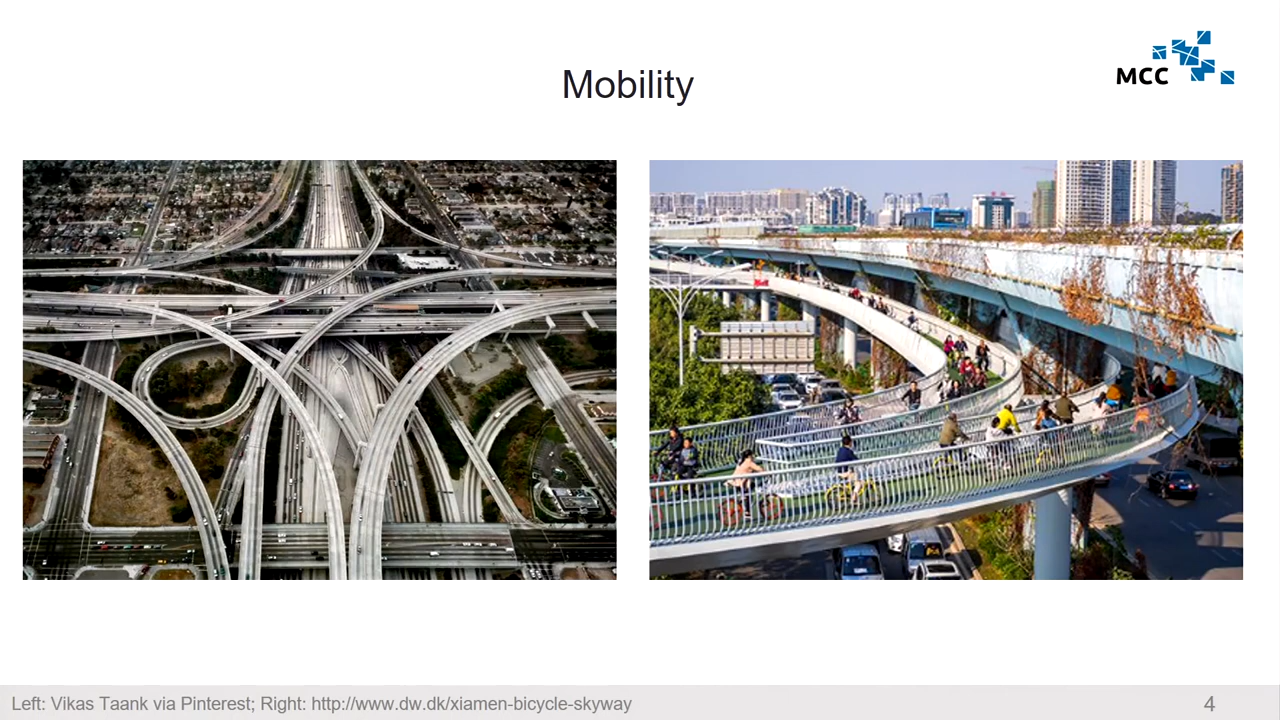 Mobility
MCC
Left: Vikas Taank via Pinterest; Right: http://www.dw.dk/xiamen-bicycle-skyway
4